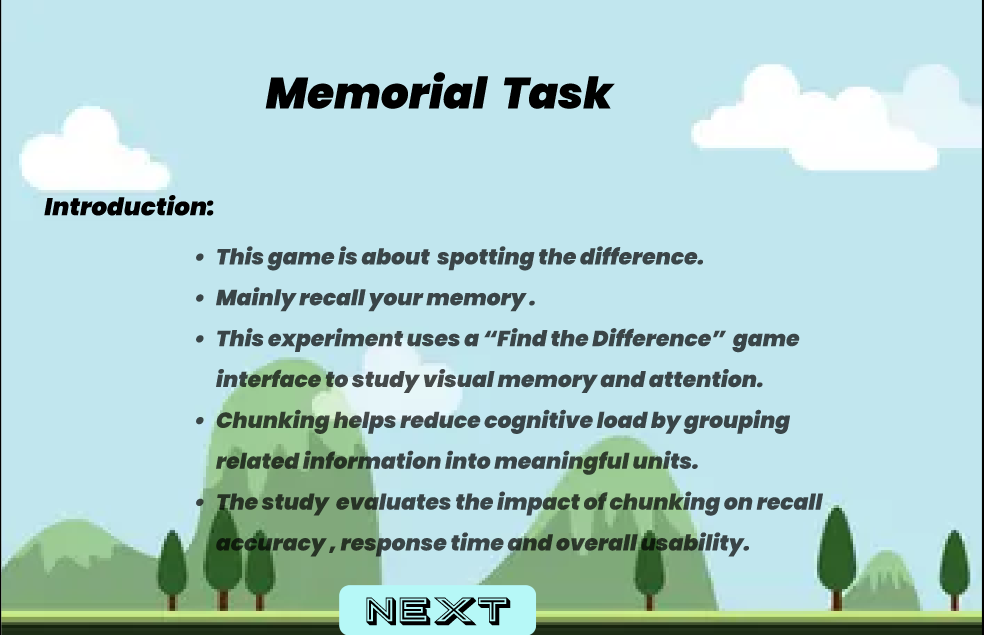 Memorial Task
Introduction:
• This game is about spotting the difference.
• Mainly recall your memory .
• This experiment uses a “Find the Difference” game
interface to study visual memory and attention.
• Chunking helps reduce cognitive load by grouping
related information into meaningful units.
• The study evaluates the impact of chunking on recall
accuracy , response time and overall usability.
NEXT